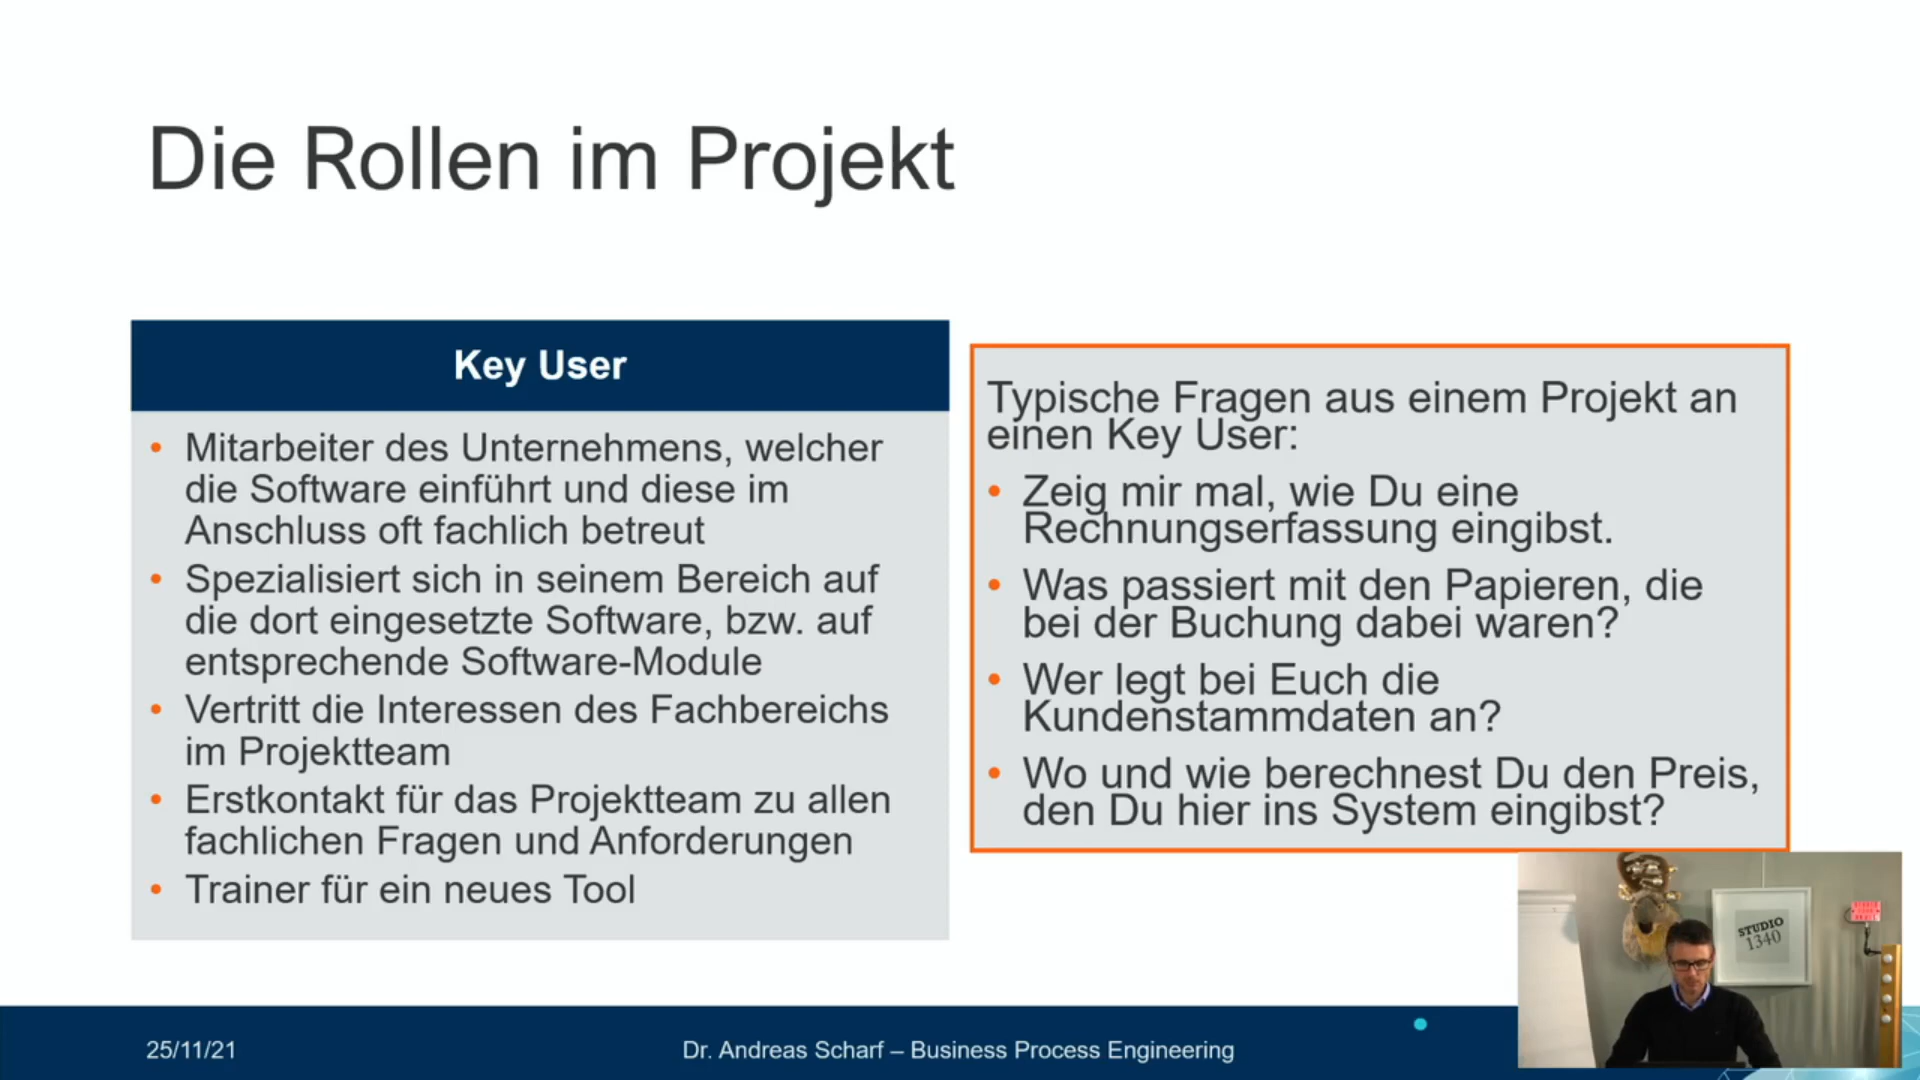 Die Rollen im Projekt
Key User
• Mitarbeiter des Unternehmens, welcher
die Software einführt und diese im
Anschluss oft fachlich betreut
• Spezialisiert sich in seinem Bereich auf
die dort eingesetzte Software, bzw. auf
entsprechende Software-Module
• Vertritt die Interessen des Fachbereichs
im Projektteam
• Erstkontakt für das Projektteam zu allen
fachlichen Fragen und Anforderungen
• Trainer für ein neues Tool
Typische Fragen aus einem Projekt an
einen Key User:
• Zeig mir mal, wie Du eine
Rechnungserfassung eingibst.
• Was passiert mit den Papieren, die
bei der Buchung dabei waren?
• Wer legt bei Euch die
Kundenstammdaten an?
• Wo und wie berechnest Du den Preis,
den Du hier ins System eingibst?
STUDIO
1340
25/11/21
Dr. Andreas Scharf – Business Process Engineering